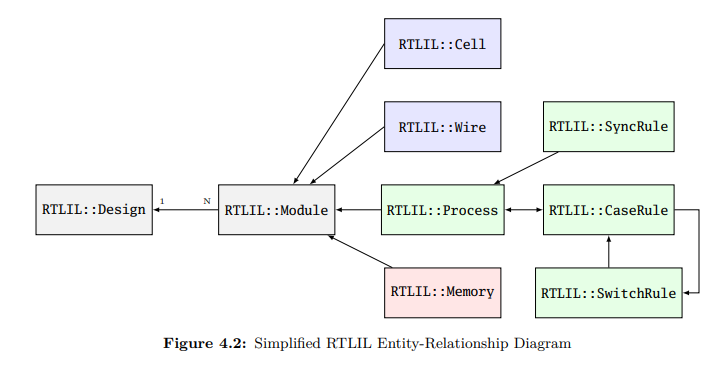 RTLIL::Cell
RTLIL::Wire
RTLIL::SyncRule
RTLIL::Design
1
N
RTLIL::Module
RTLIL::Process
RTLIL::CaseRule
RTLIL::Memory
RTLIL::SwitchRule
Figure 4.2: Simplified RTLIL Entity-Relationship Diagram